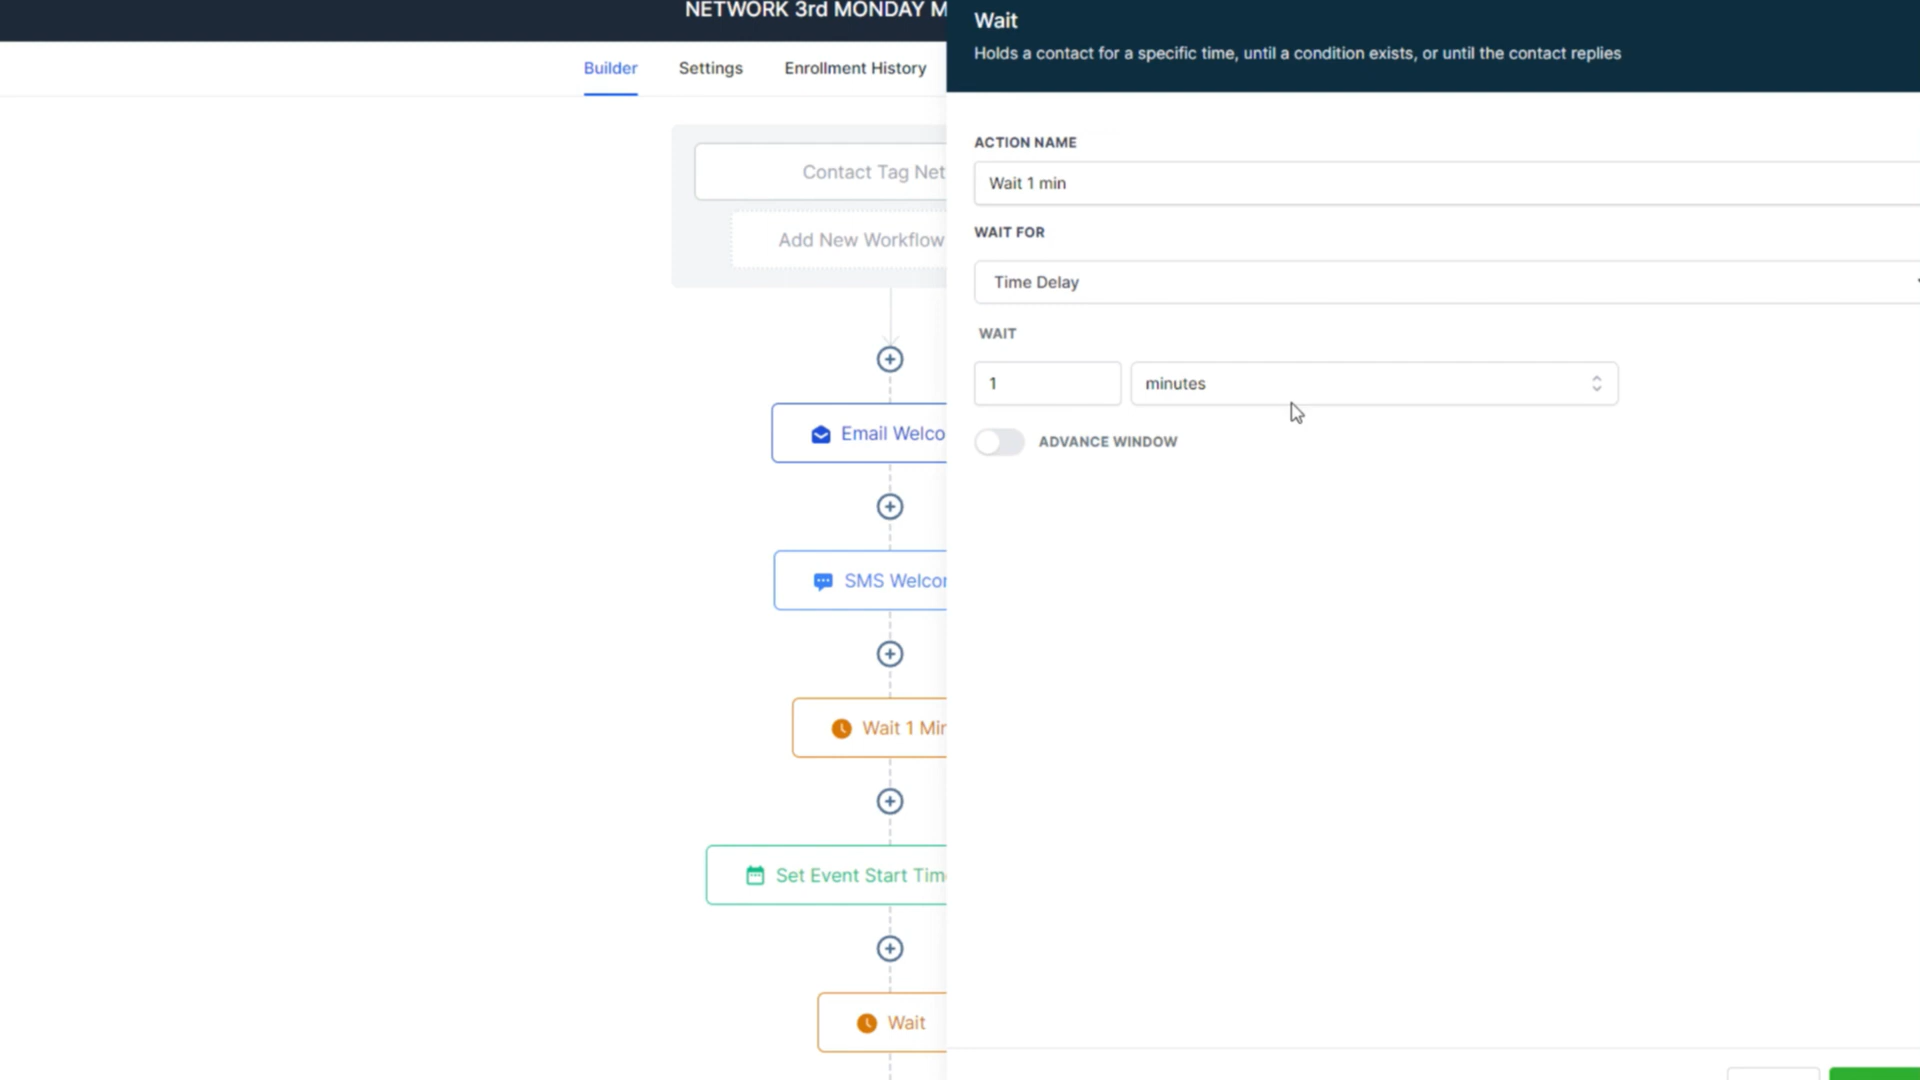 NETWORK 3rd MONDAY M
Wait
Holds a contact for a specific time, until a condition exists, or until the contact replies
Builder
Settings
Enrollment History
ACTION NAME
Wait 1 min
WAIT FOR
Time Delay
WAIT
1
minutes
ADVANCE WINDOW
Contact Tag Net
Add New Workflow
Email Welco
SMS Welcor
Wait 1 Mir
Set Event Start Tim
Wait